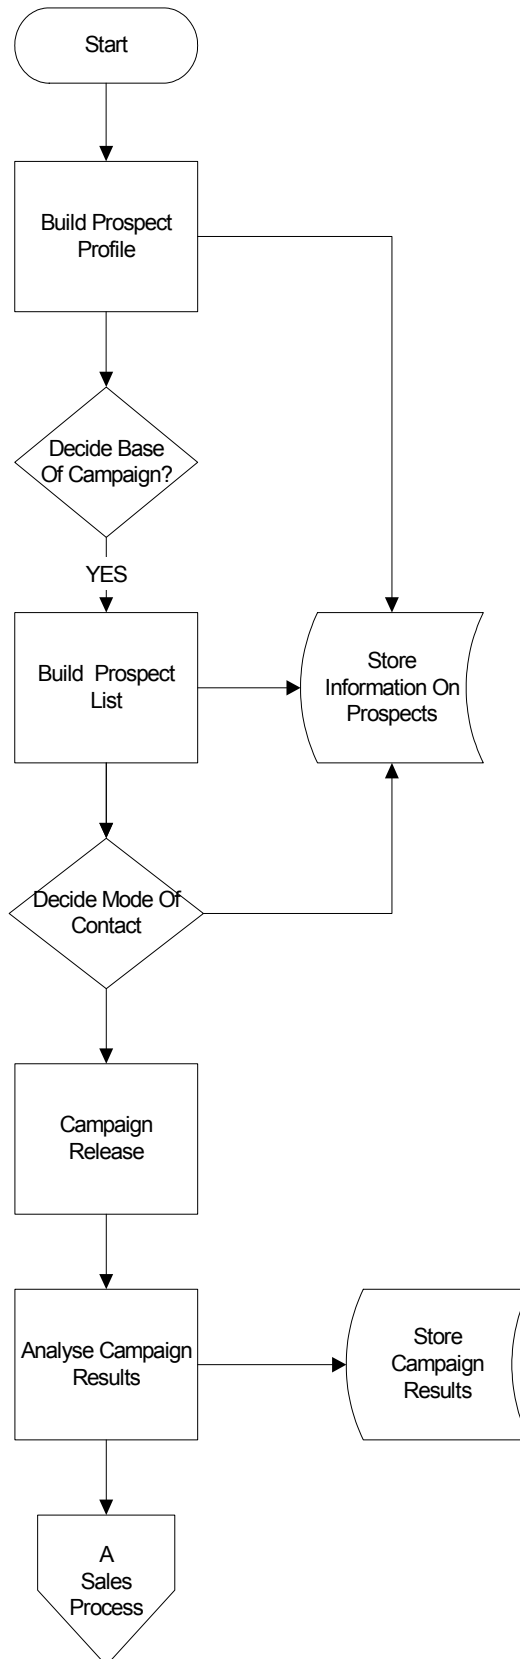 Start
Build Prospect
Profile
Decide Base
Of Campaign?
YES
Build Prospect
List
Store
Information On
Prospects
Decide Mode Of
Contact
Campaign
Release
Analyse Campaign
Results
Store
Campaign
Results
A
Sales
Process